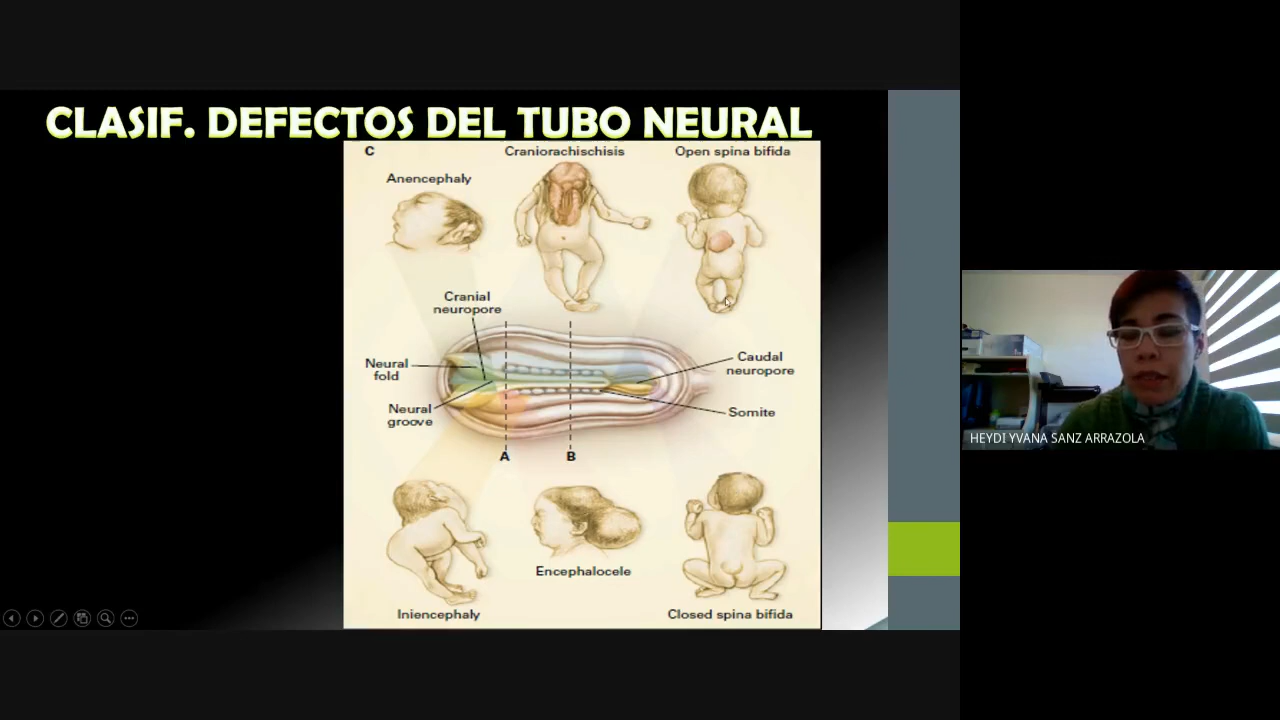 CLASIF. DEFECTOS DEL TUBO NEURAL
C
Craniorachischisis
Open spina bifida
Anencephaly
Cranial
neuropore
Neural
fold
Caudal
neuropore
Neural
groove
Somite
A
B
Encephalocele
Iniencephaly
Closed spina bifida
HEYDI YVANA SANZ ARRAZOLA